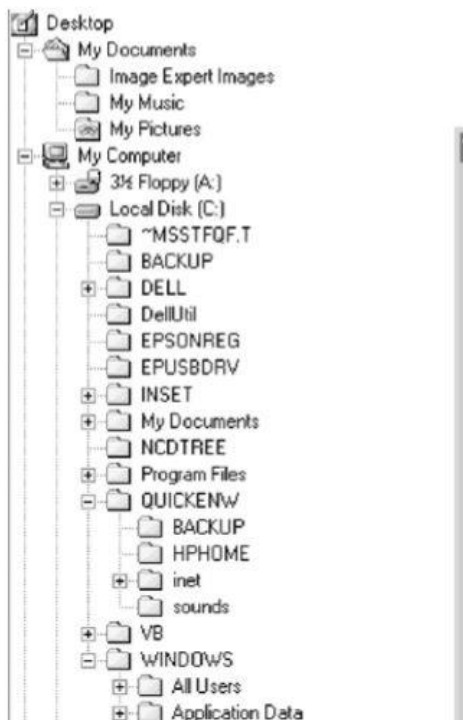 Desktop
My Documents
Image Expert Images
My Music
My Pictures
My Computer
3½ Floppy (A:)
Local Disk (C:)
~MSSTFQF.T
BACKUP
DELL
DellUtil
EPSONREG
EPUSBDRV
INSET
My Documents
NCDTREE
Program Files
QUICKENW
BACKUP
HPHOME
inet
sounds
VB
WINDOWS
All Users
Application Data